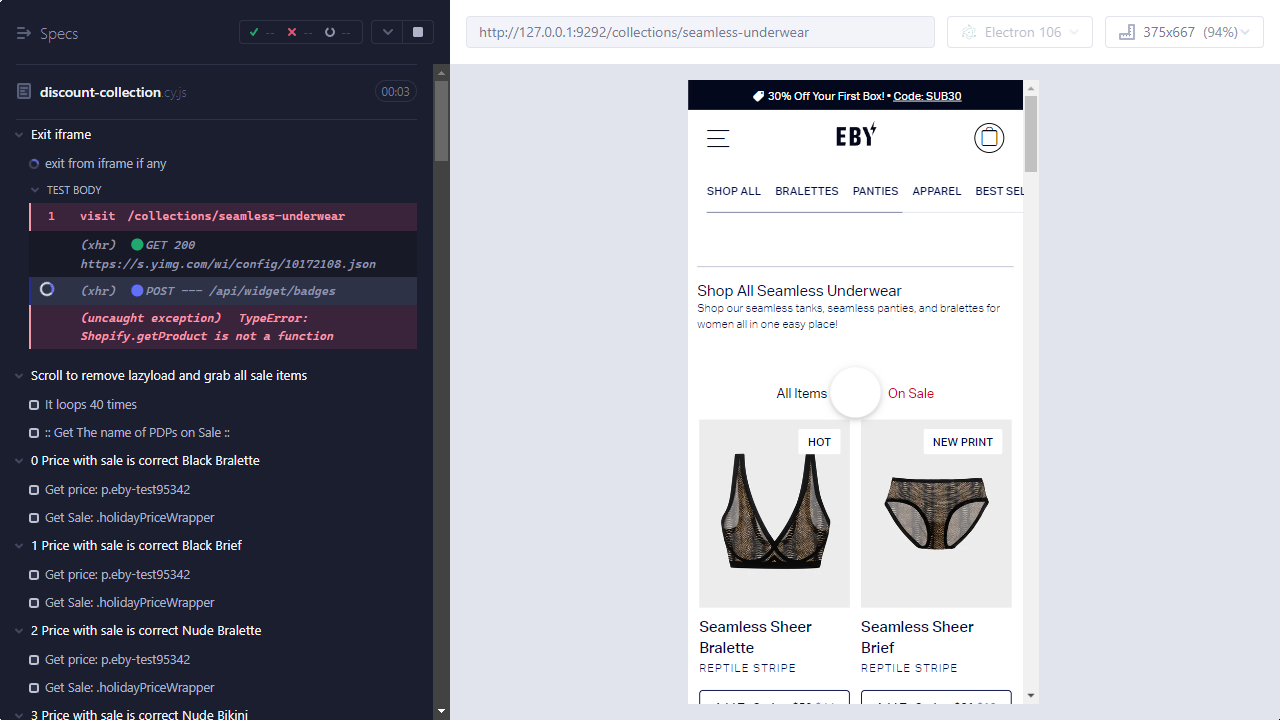 Specs
--
--
--
discount-collection.cy.js
00:03
Exit iframe
exit from iframe if any
TEST BODY
1 visit /collections/seamless-underwear
(xhr) GET 200
https://s.yimg.com/wi/config/10172108.json
(xhr) POST --- /api/widget/badges
(uncaught exception) TypeError:
Shopify.getProduct is not a function
Scroll to remove lazyload and grab all sale items
It loops 40 times
:: Get The name of PDPs on Sale ::
0 Price with sale is correct Black Bralette
Get price: p.eby-test95342
Get Sale: .holidayPriceWrapper
1 Price with sale is correct Black Brief
Get price: p.eby-test95342
Get Sale: .holidayPriceWrapper
2 Price with sale is correct Nude Bralette
Get price: p.eby-test95342
Get Sale: .holidayPriceWrapper
3 Price with sale is correct Nude Bikini
http://127.0.0.1:9292/collections/seamless-underwear
Electron 106
375x667 (94%)
30% Off Your First Box! • Code: SUB30
EBY
SHOP ALL BRALETTES PANTIES APPAREL BEST SEL
Shop All Seamless Underwear
Shop our seamless tanks, seamless panties, and bralettes for
women all in one easy place!
All Items
On Sale
HOT
NEW PRINT
Seamless Sheer
Bralette
REPTILE STRIPE
Seamless Sheer
Brief
REPTILE STRIPE